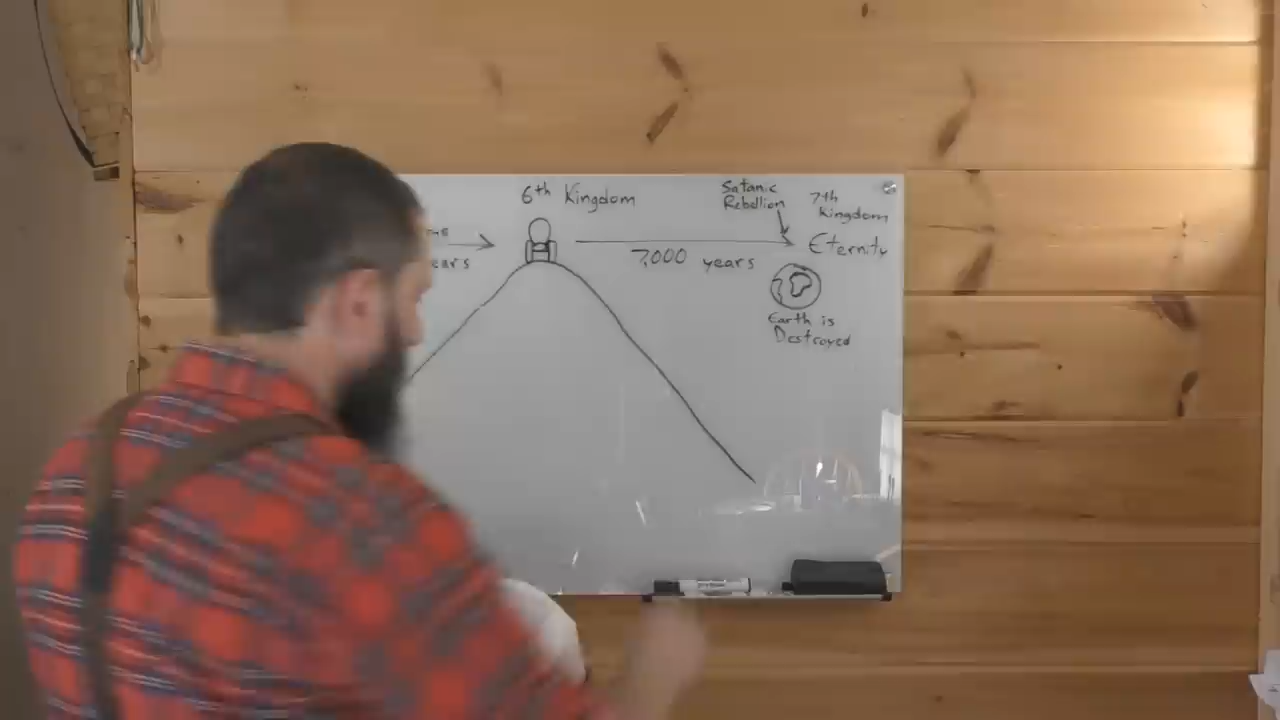 6th Kingdom
Satanic
Rebellion
7th
Kingdom
Eternity
7,000 years
Earth is
Destroyed